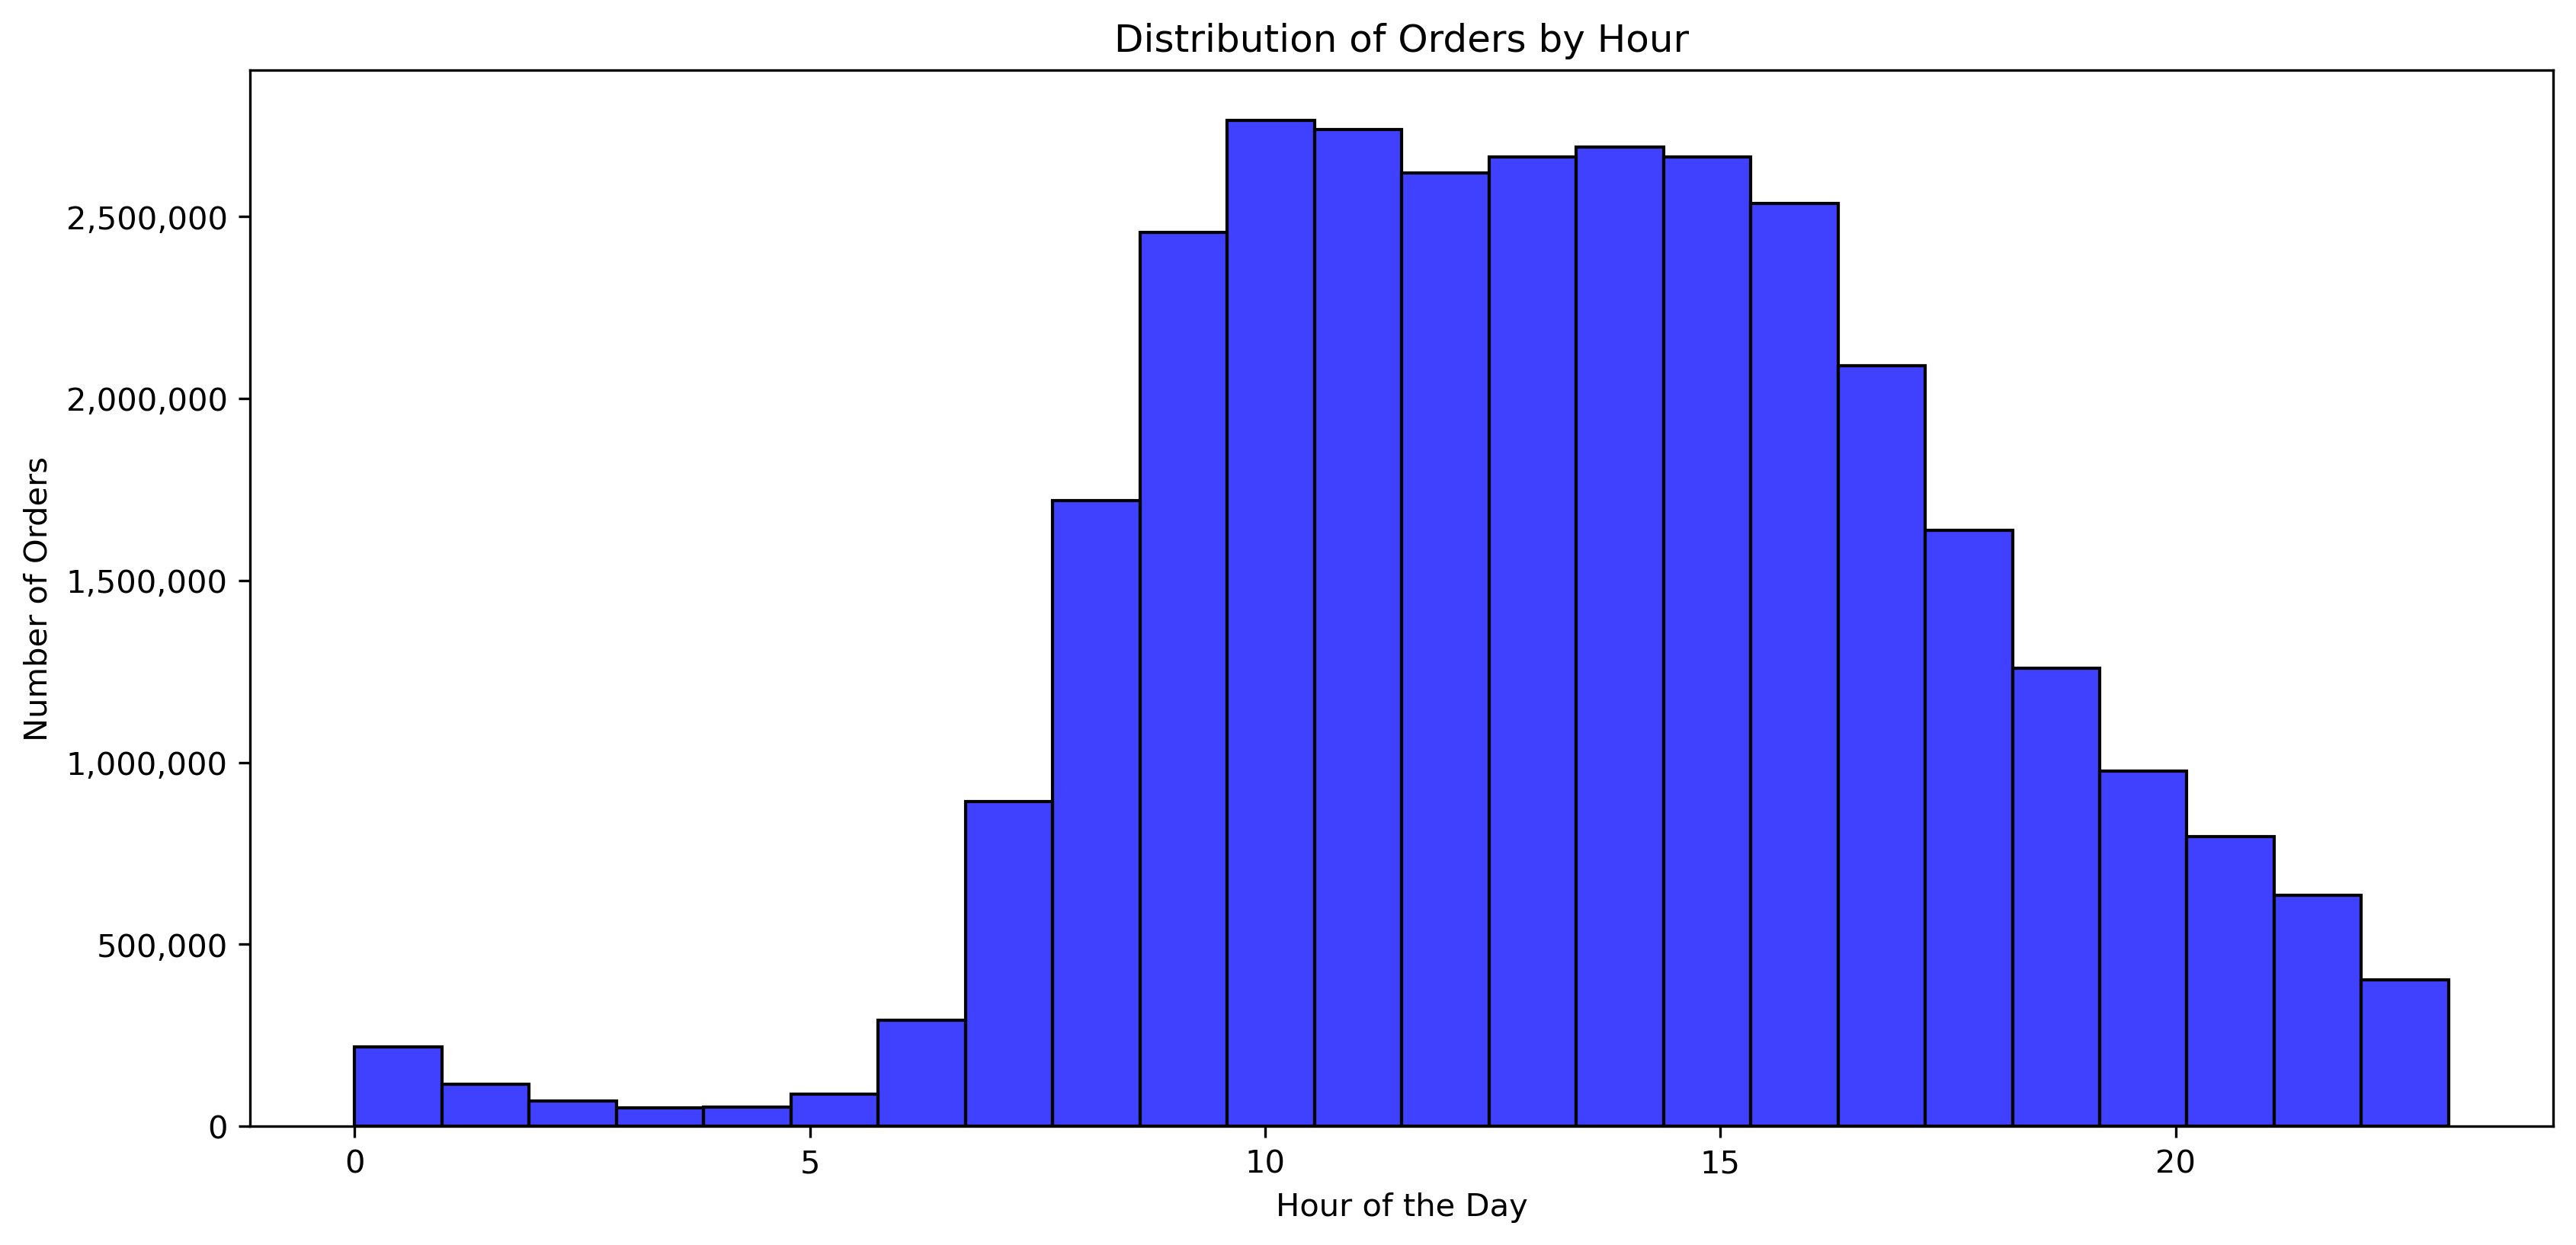 Distribution of Orders by Hour
Number of Orders
2,500,000
2,000,000
1,500,000
1,000,000
500,000
0
0 5 10 15 20
Hour of the Day